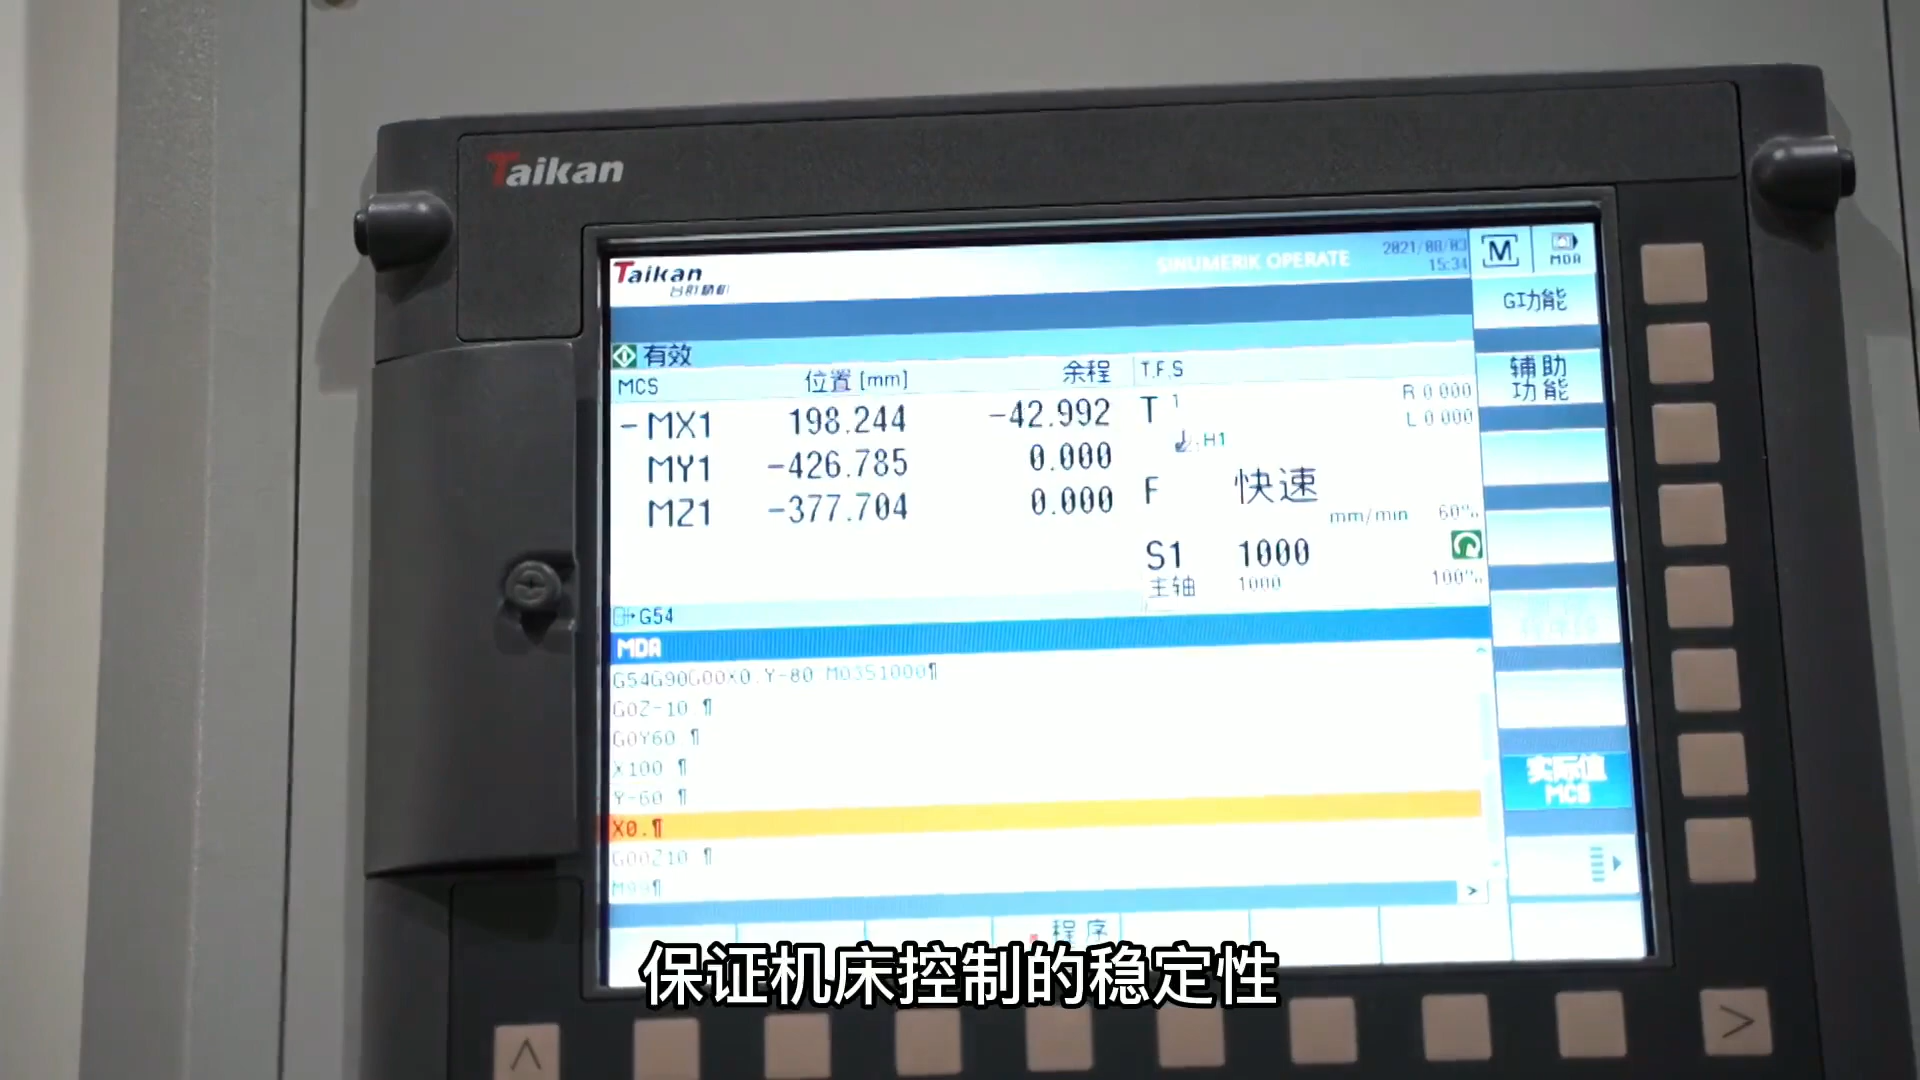 Taikan
Taikan
台群精机
SINUMERIK OPERATE
2021/08/03
15:34
M
MDA
G功能
有效
MCS 位置 [mm] 余程 T,F,S
辅助
功能
MX1 198.244 -42.992
T 1
R 0.000
L 0.000
H1
MY1 -426.785 0.000
F 快速
mm/min 60%
MZ1 -377.704 0.000
S1 1000
主轴 1000 100%
G54
MDA
G54G90G00X0.Y-80 M03S1000¶
G0Z-10 ¶
G0Y60 ¶
X100 ¶
Y-60 ¶
X0.¶
G00Z10 ¶
M99¶
实际值
MCS
程序
保证机床控制的稳定性